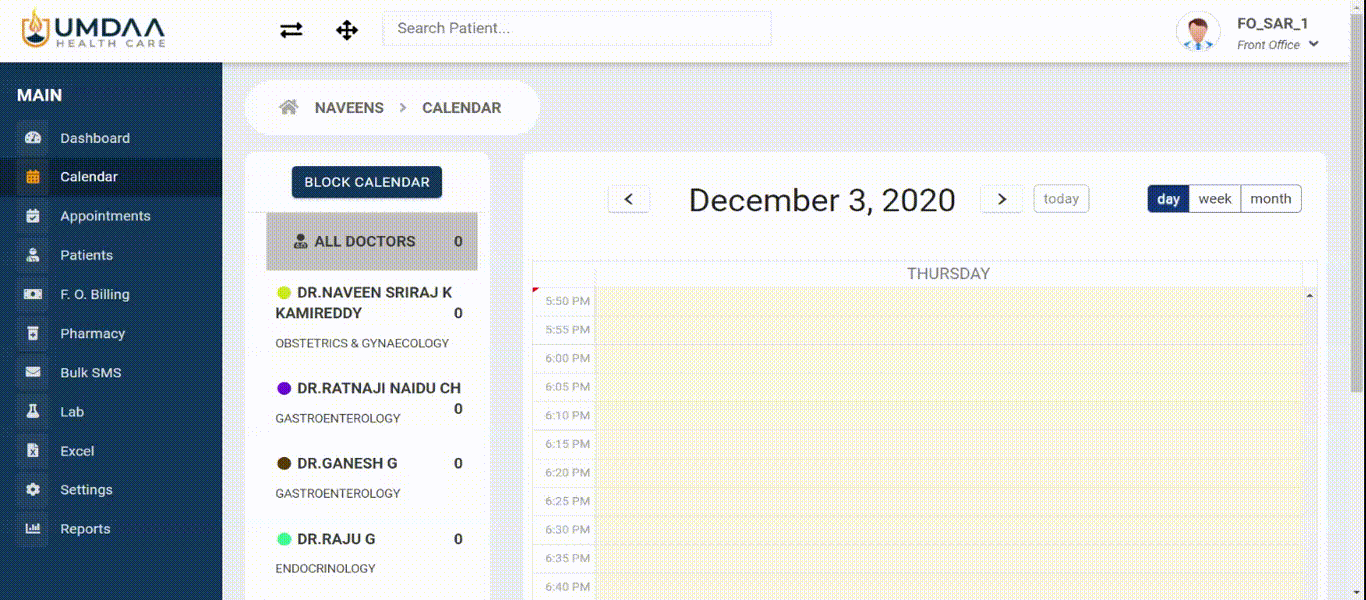 UMDAA
HEALTH CARE
Search Patient...
FO_SAR_1
Front Office
MAIN
Dashboard
Calendar
Appointments
Patients
F. O. Billing
Pharmacy
Bulk SMS
Lab
Excel
Settings
Reports
NAVEENS > CALENDAR
BLOCK CALENDAR
ALL DOCTORS 0
DR.NAVEEN SRIRAJ K
KAMIREDDY 0
OBSTETRICS & GYNAECOLOGY
DR.RATNAJI NAIDU CH
0
GASTROENTEROLOGY
DR.GANESH G 0
GASTROENTEROLOGY
DR.RAJU G 0
ENDOCRINOLOGY
December 3, 2020
today
day week month
THURSDAY
5:50 PM
5:55 PM
6:00 PM
6:05 PM
6:10 PM
6:15 PM
6:20 PM
6:25 PM
6:30 PM
6:35 PM
6:40 PM